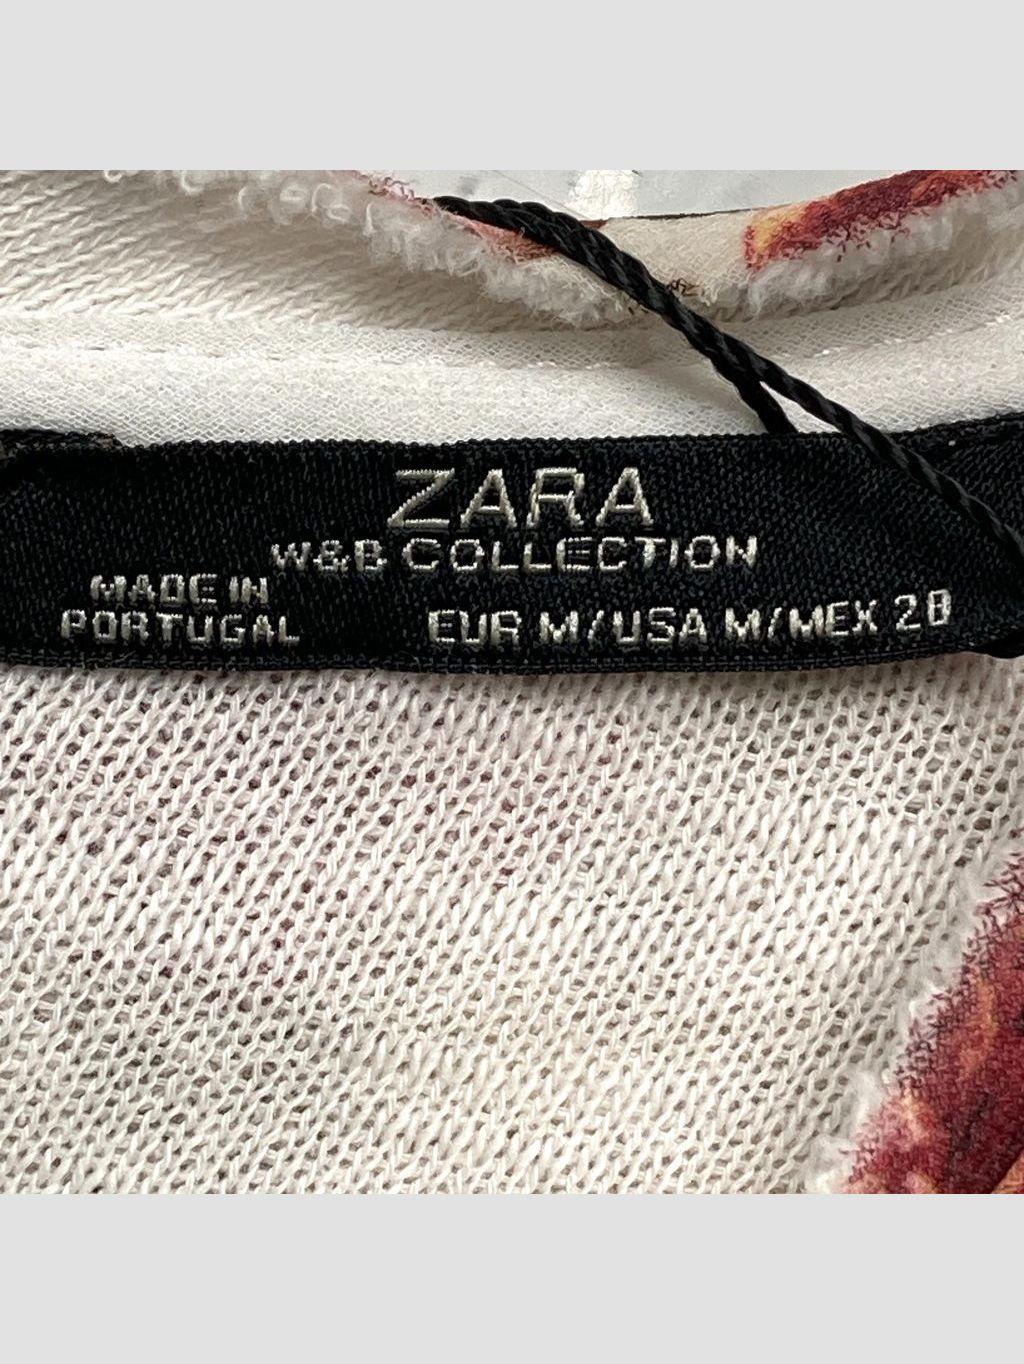 ZARA
W&B COLLECTION
MADE IN
PORTUGAL
EUR M/USA M/MEX 28